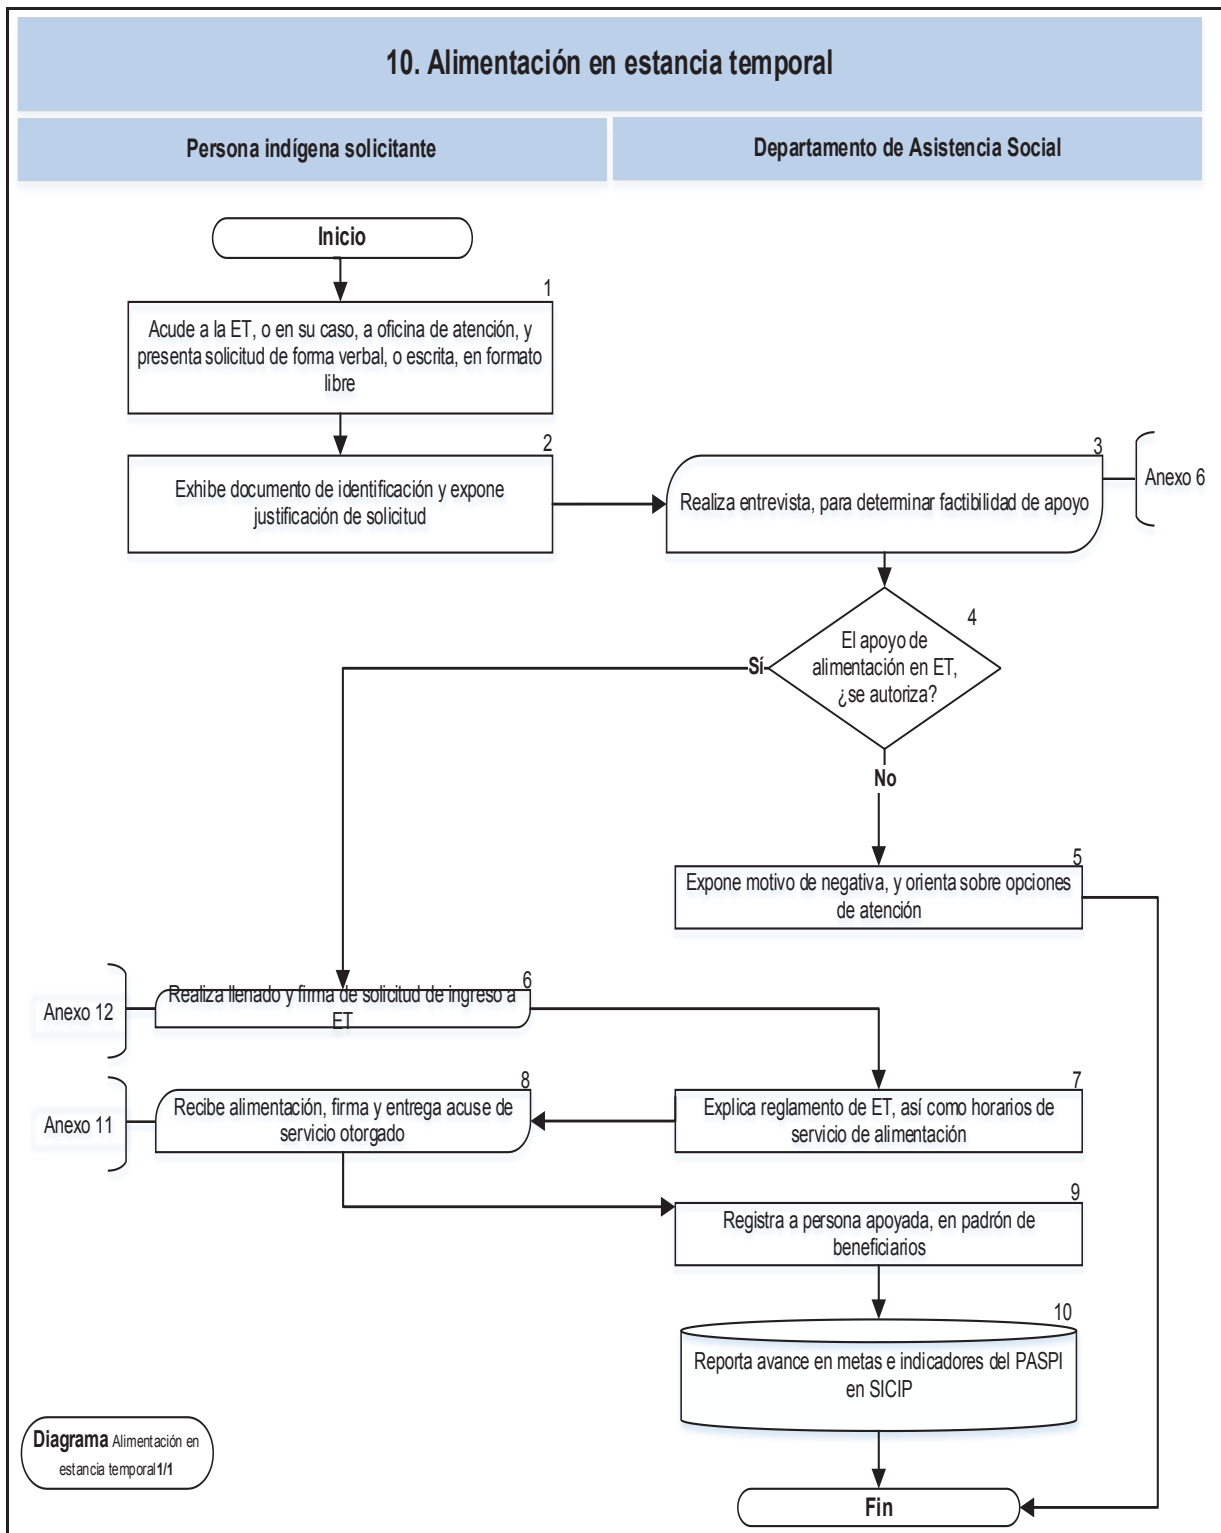 10. Alimentación en estancia temporal
Persona indígena solicitante
Departamento de Asistencia Social
Inicio
1
Acude a la ET, o en su caso, a oficina de atención, y
presenta solicitud de forma verbal, o escrita, en formato
libre
2
Exhibe documento de identificación y expone
justificación de solicitud
3
Realiza entrevista, para determinar factibilidad de apoyo
Anexo 6
4
El apoyo de
alimentación en ET,
¿se autoriza?
Sí
No
5
Expone motivo de negativa, y orienta sobre opciones
de atención
6
Realiza llenado y firma de solicitud de ingreso a
ET
Anexo 12
7
Explica reglamento de ET, así como horarios de
servicio de alimentación
8
Recibe alimentación, firma y entrega acuse de
servicio otorgado
Anexo 11
9
Registra a persona apoyada, en padrón de
beneficiarios
10
Reporta avance en metas e indicadores del PASPI
en SICIP
Fin
Diagrama Alimentación en
estancia temporal 1/1